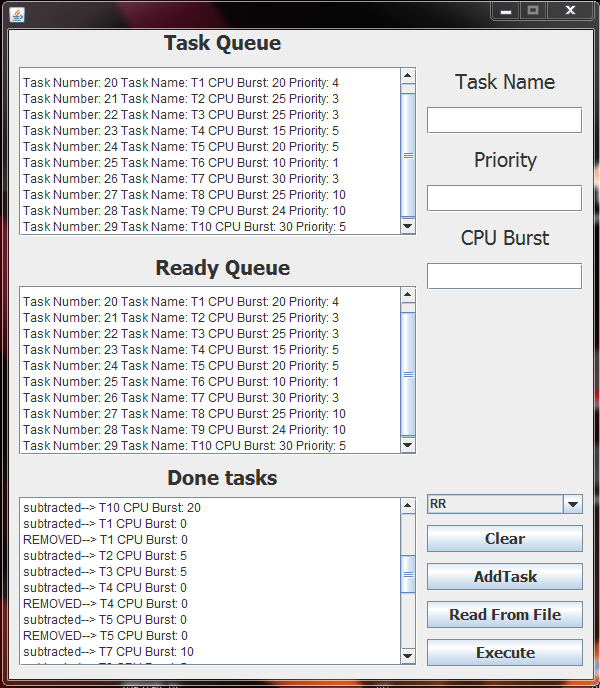 Task Queue
Task Number: 20 Task Name: T1 CPU Burst: 20 Priority: 4
Task Number: 21 Task Name: T2 CPU Burst: 25 Priority: 3
Task Number: 22 Task Name: T3 CPU Burst: 25 Priority: 3
Task Number: 23 Task Name: T4 CPU Burst: 15 Priority: 5
Task Number: 24 Task Name: T5 CPU Burst: 20 Priority: 5
Task Number: 25 Task Name: T6 CPU Burst: 10 Priority: 1
Task Number: 26 Task Name: T7 CPU Burst: 30 Priority: 3
Task Number: 27 Task Name: T8 CPU Burst: 25 Priority: 10
Task Number: 28 Task Name: T9 CPU Burst: 24 Priority: 10
Task Number: 29 Task Name: T10 CPU Burst: 30 Priority: 5
Task Name
Priority
CPU Burst
Ready Queue
Task Number: 20 Task Name: T1 CPU Burst: 20 Priority: 4
Task Number: 21 Task Name: T2 CPU Burst: 25 Priority: 3
Task Number: 22 Task Name: T3 CPU Burst: 25 Priority: 3
Task Number: 23 Task Name: T4 CPU Burst: 15 Priority: 5
Task Number: 24 Task Name: T5 CPU Burst: 20 Priority: 5
Task Number: 25 Task Name: T6 CPU Burst: 10 Priority: 1
Task Number: 26 Task Name: T7 CPU Burst: 30 Priority: 3
Task Number: 27 Task Name: T8 CPU Burst: 25 Priority: 10
Task Number: 28 Task Name: T9 CPU Burst: 24 Priority: 10
Task Number: 29 Task Name: T10 CPU Burst: 30 Priority: 5
Done tasks
subtracted--> T10 CPU Burst: 20
subtracted--> T1 CPU Burst: 0
REMOVED--> T1 CPU Burst: 0
subtracted--> T2 CPU Burst: 5
subtracted--> T3 CPU Burst: 5
subtracted--> T4 CPU Burst: 0
REMOVED--> T4 CPU Burst: 0
subtracted--> T5 CPU Burst: 0
REMOVED--> T5 CPU Burst: 0
subtracted--> T7 CPU Burst: 10
RR
Clear
AddTask
Read From File
Execute